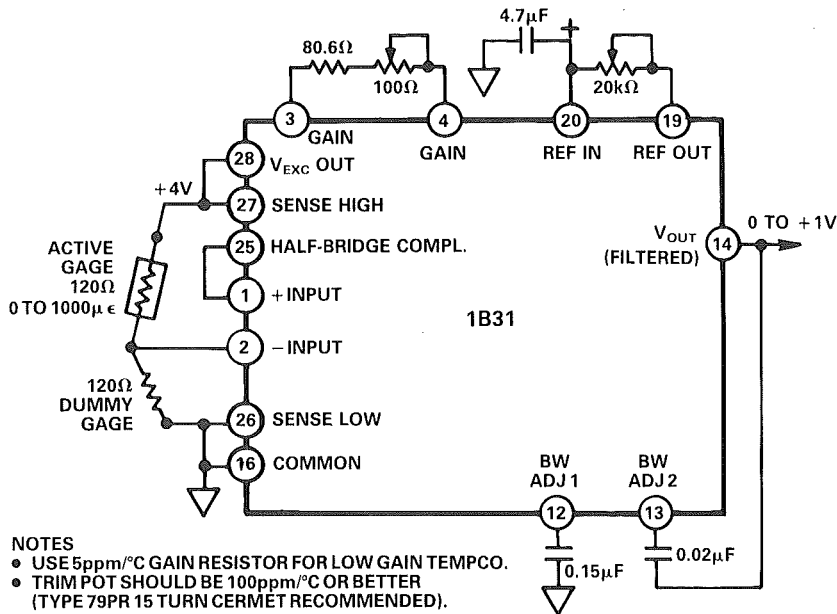 4.7µF
80.6Ω
100Ω
20kΩ
3
GAIN
4
GAIN
20
REF IN
19
REF OUT
28
VEXC OUT
+4V
27
SENSE HIGH
25
HALF-BRIDGE COMPL.
1
+INPUT
2
−INPUT
26
SENSE LOW
16
COMMON
ACTIVE
GAGE
120Ω
0 TO 1000µ ϵ
120Ω
DUMMY
GAGE
1B31
VOUT
(FILTERED)
14
0 TO +1V
BW
ADJ 1
12
0.15µF
BW
ADJ 2
13
0.02µF
NOTES
● USE 5ppm/°C GAIN RESISTOR FOR LOW GAIN TEMPCO.
● TRIM POT SHOULD BE 100ppm/°C OR BETTER
(TYPE 79PR 15 TURN CERMET RECOMMENDED).